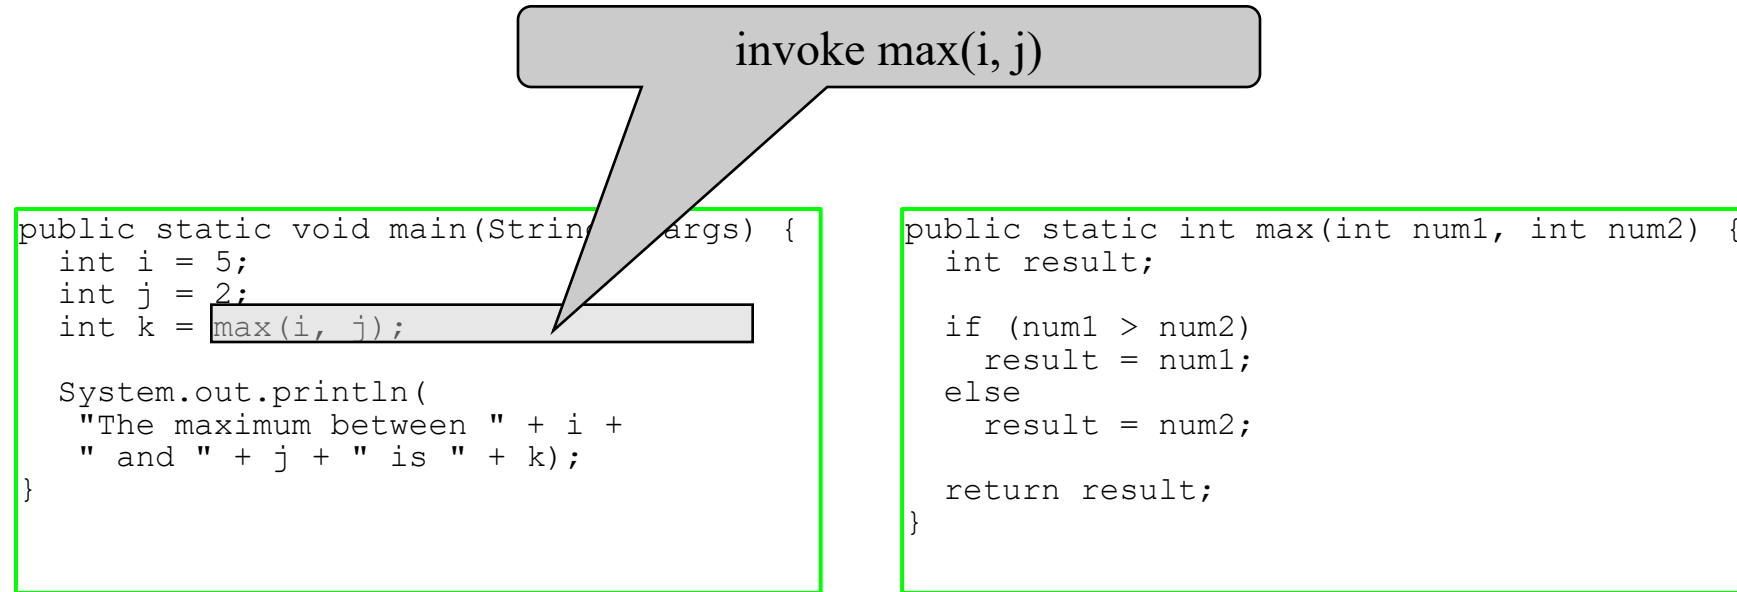 invoke max(i, j)
public static void main(Strin args) {
  int i = 5;
  int j = 2;
  int k = max(i, j);

  System.out.println(
   "The maximum between " + i +
   " and " + j + " is " + k);
}
public static int max(int num1, int num2) {
  int result;

  if (num1 > num2)
    result = num1;
  else
    result = num2;

  return result;
}